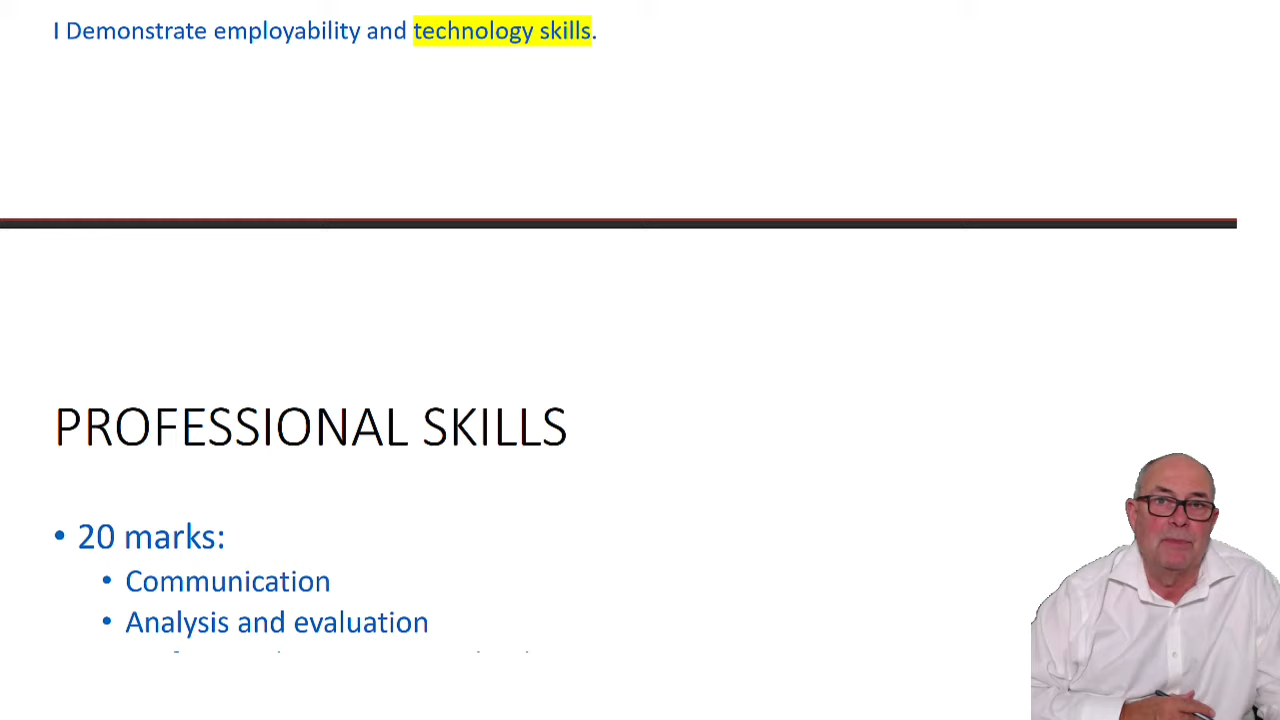 I Demonstrate employability and technology skills.
PROFESSIONAL SKILLS
• 20 marks:
• Communication
• Analysis and evaluation